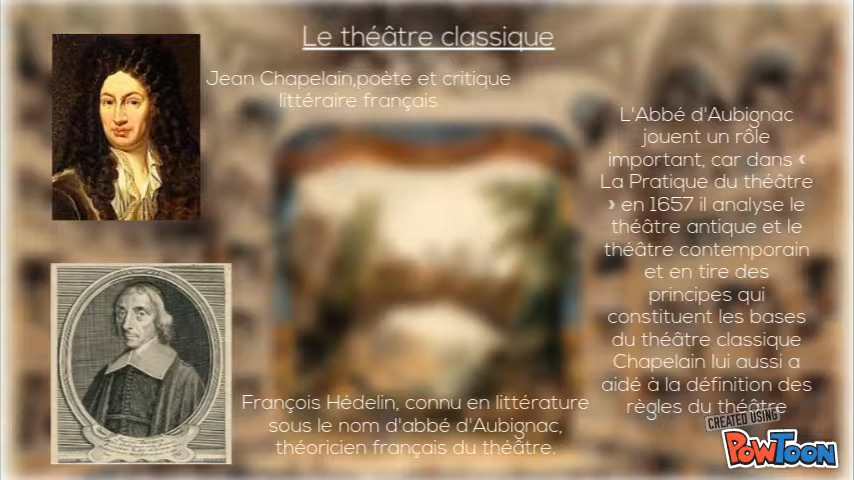 Le théâtre classique
Jean Chapelain,poète et critique
littéraire français
L'Abbé d'Aubignac
jouent un rôle
important, car dans «
La Pratique du théâtre
» en 1657 il analyse le
théâtre antique et le
théâtre contemporain
et en tire des
principes qui
constituent les bases
du théâtre classique
Chapelain lui aussi a
aidé à la définition des
règles du théâtre
François Hédelin, connu en littérature
sous le nom d'abbé d'Aubignac,
théoricien français du théâtre.
CREATED USING
POWTOON